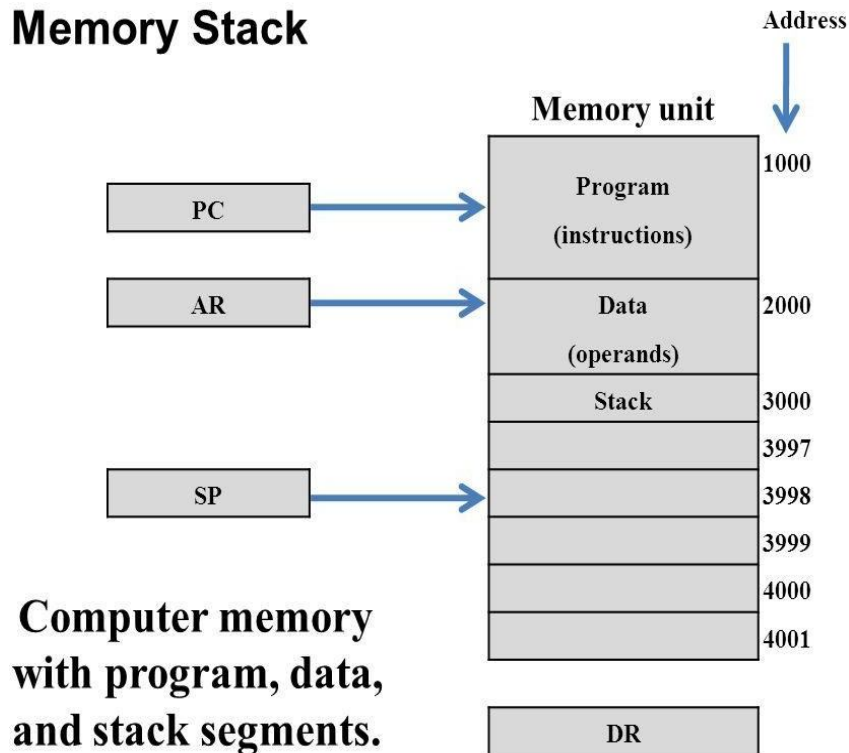 Memory Stack
Address
Memory unit
1000
Program
PC
(instructions)
AR
Data
2000
(operands)
Stack
3000
3997
SP
3998
3999
4000
4001
Computer memory
with program, data,
and stack segments.
DR